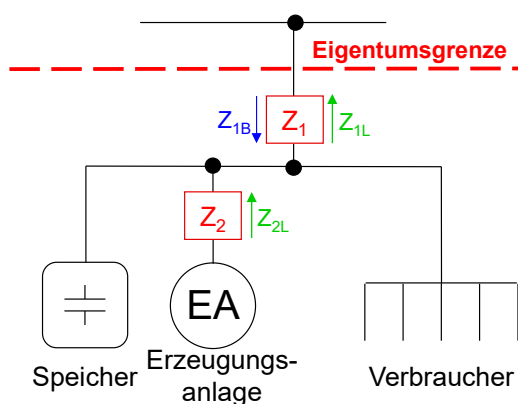 Eigentumsgrenze
Z1B
Z1
Z1L
Z2
Z2L
EA
Speicher
Erzeugungs-
anlage
Verbraucher